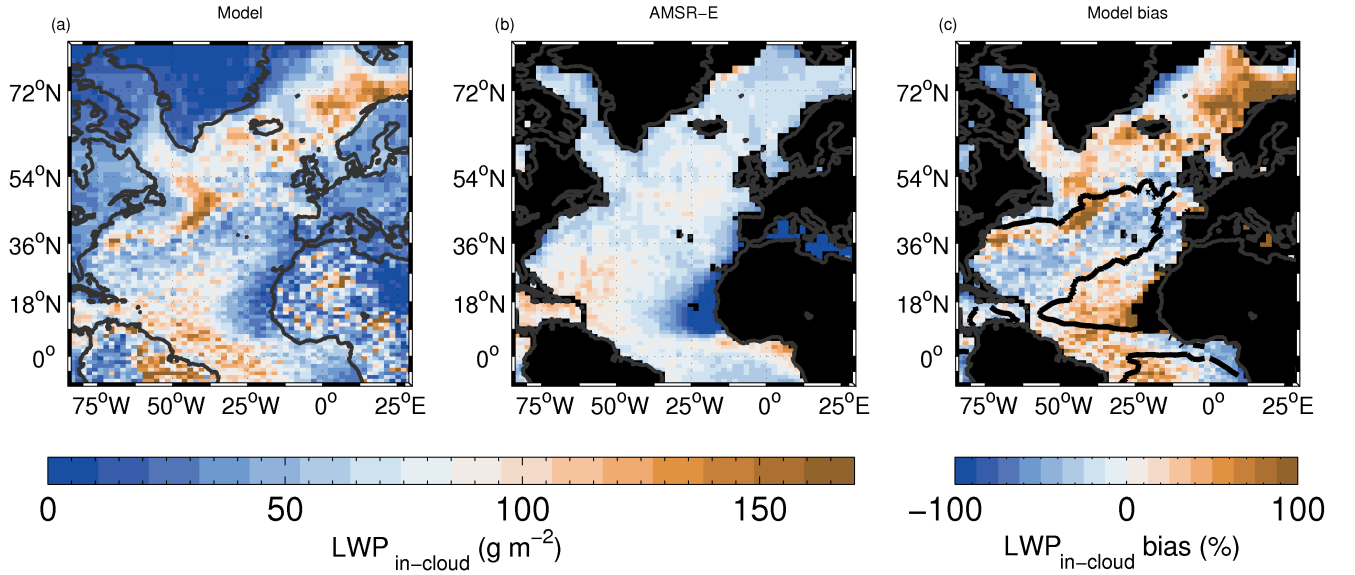 (a) Model
(b) AMSR-E
(c) Model bias
72°N
54°N
36°N
18°N
0°
75°W 50°W 25°W 0° 25°E
72°N
54°N
36°N
18°N
0°
75°W 50°W 25°W 0° 25°E
72°N
54°N
36°N
18°N
0°
75°W 50°W 25°W 0° 25°E
0 50 100 150
LWP in-cloud (g m−2)
−100 0 100
LWP in-cloud bias (%)